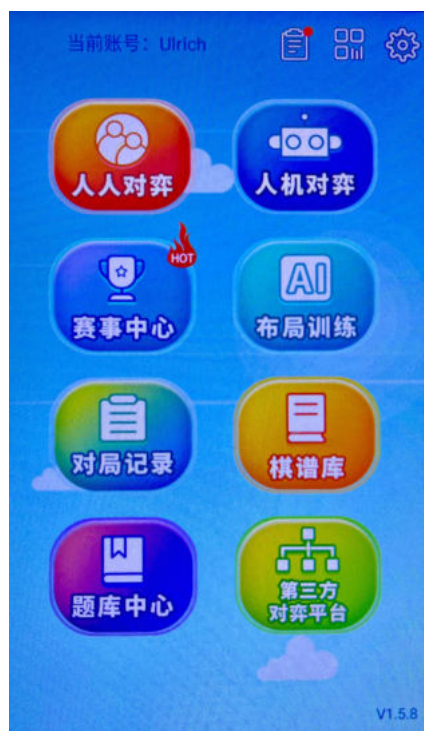 当前账号：Ulrich
人人对弈
人机对弈
HOT
赛事中心
AI
布局训练
对局记录
棋谱库
题库中心
第三方
对弈平台
V1.5.8